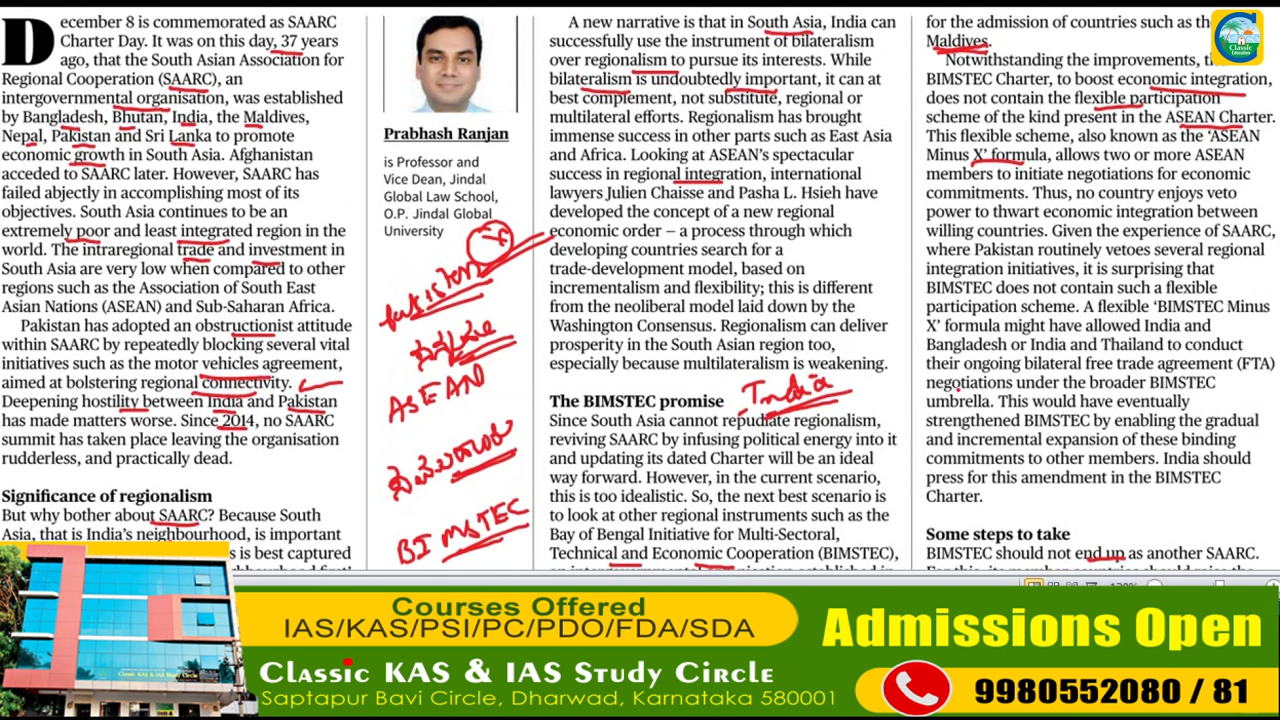 December 8 is commemorated as SAARC
Charter Day. It was on this day, 37 years
ago, that the South Asian Association for
Regional Cooperation (SAARC), an
intergovernmental organisation, was established
by Bangladesh, Bhutan, India, the Maldives,
Nepal, Pakistan and Sri Lanka to promote
economic growth in South Asia. Afghanistan
acceded to SAARC later. However, SAARC has
failed abjectly in accomplishing most of its
objectives. South Asia continues to be an
extremely poor and least integrated region in the
world. The intraregional trade and investment in
South Asia are very low when compared to other
regions such as the Association of South East
Asian Nations (ASEAN) and Sub-Saharan Africa.
Pakistan has adopted an obstructionist attitude
within SAARC by repeatedly blocking several vital
initiatives such as the motor vehicles agreement,
aimed at bolstering regional connectivity.
Deepening hostility between India and Pakistan
has made matters worse. Since 2014, no SAARC
summit has taken place leaving the organisation
rudderless, and practically dead.
Significance of regionalism
But why bother about SAARC? Because South
Asia, that is India's neighbourhood, is important
s is best captured
Prabhash Ranjan
is Professor and
Vice Dean, Jindal
Global Law School,
O.P. Jindal Global
University
Pakistan
ASEAN
BIMSTEC
A new narrative is that in South Asia, India can
successfully use the instrument of bilateralism
over regionalism to pursue its interests. While
bilateralism is undoubtedly important, it can at
best complement, not substitute, regional or
multilateral efforts. Regionalism has brought
immense success in other parts such as East Asia
and Africa. Looking at ASEAN's spectacular
success in regional integration, international
lawyers Julien Chaisse and Pasha L. Hsieh have
developed the concept of a new regional
economic order – a process through which
developing countries search for a
trade-development model, based on
incrementalism and flexibility; this is different
from the neoliberal model laid down by the
Washington Consensus. Regionalism can deliver
prosperity in the South Asian region too,
especially because multilateralism is weakening.
The BIMSTEC promise
India
Since South Asia cannot repudiate regionalism,
reviving SAARC by infusing political energy into it
and updating its dated Charter will be an ideal
way forward. However, in the current scenario,
this is too idealistic. So, the next best scenario is
to look at other regional instruments such as the
Bay of Bengal Initiative for Multi-Sectoral,
Technical and Economic Cooperation (BIMSTEC),
for the admission of countries such as the
Maldives.
Notwithstanding the improvements, the
BIMSTEC Charter, to boost economic integration,
does not contain the flexible participation
scheme of the kind present in the ASEAN Charter.
This flexible scheme, also known as the 'ASEAN
Minus X' formula, allows two or more ASEAN
members to initiate negotiations for economic
commitments. Thus, no country enjoys veto
power to thwart economic integration between
willing countries. Given the experience of SAARC,
where Pakistan routinely vetoes several regional
integration initiatives, it is surprising that
BIMSTEC does not contain such a flexible
participation scheme. A flexible 'BIMSTEC Minus
X' formula might have allowed India and
Bangladesh or India and Thailand to conduct
their ongoing bilateral free trade agreement (FTA)
negotiations under the broader BIMSTEC
umbrella. This would have eventually
strengthened BIMSTEC by enabling the gradual
and incremental expansion of these binding
commitments to other members. India should
press for this amendment in the BIMSTEC
Charter.
Some steps to take
BIMSTEC should not end up as another SAARC.
Classic
Education
Courses Offered
IAS/KAS/PSI/PC/PDO/FDA/SDA
Classic KAS & IAS Study Circle
Saptapur Bavi Circle, Dharwad, Karnataka 580001
Admissions Open
9980552080 / 81